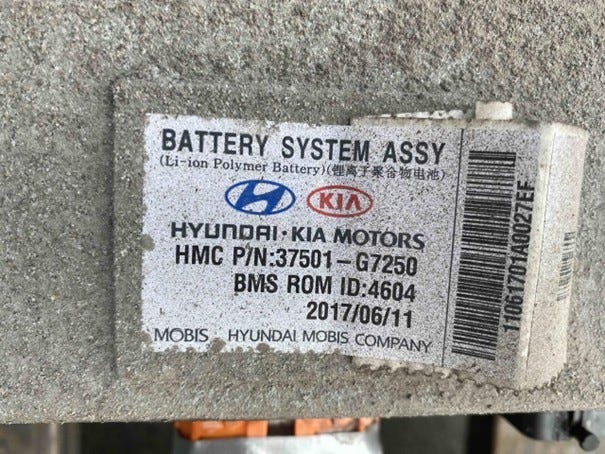 BATTERY SYSTEM ASSY
(Li-ion Polymer Battery)(锂离子聚合物电池)
KIA
HYUNDAI·KIA MOTORS
HMC P/N:37501-G7250
BMS ROM ID:4604
2017/06/11
MOBIS HYUNDAI MOBIS COMPANY
11061701A0027EF